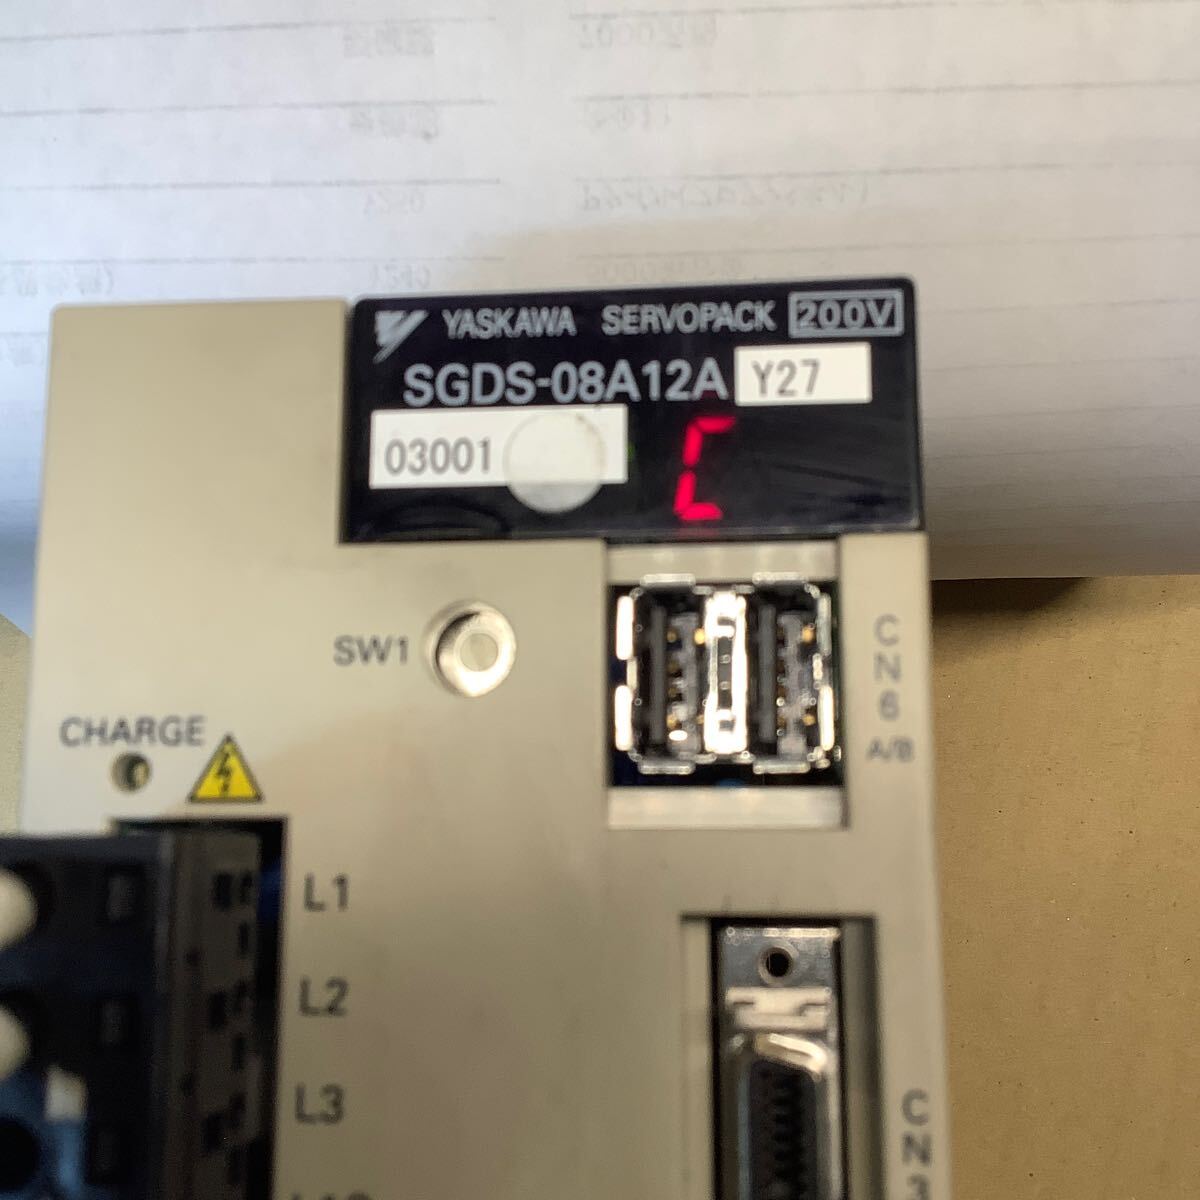 YASKAWA SERVOPACK 200V
SGDS-08A12A Y27
03001
C
SW1
CN6
A/B
CHARGE
L1
L2
L3
CN3